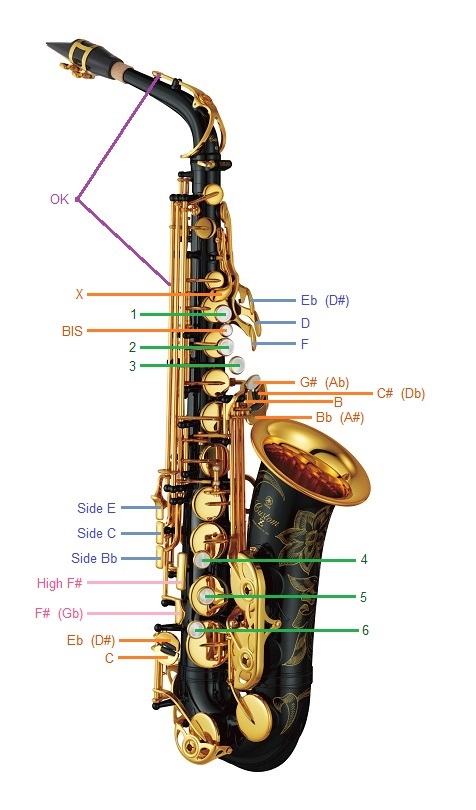 OK
X
Eb (D#)
1
D
BIS
F
2
3
G# (Ab)
C# (Db)
B
Bb (A#)
Side E
Custom
Z
Side C
Side Bb
4
High F#
5
F# (Gb)
6
Eb (D#)
C